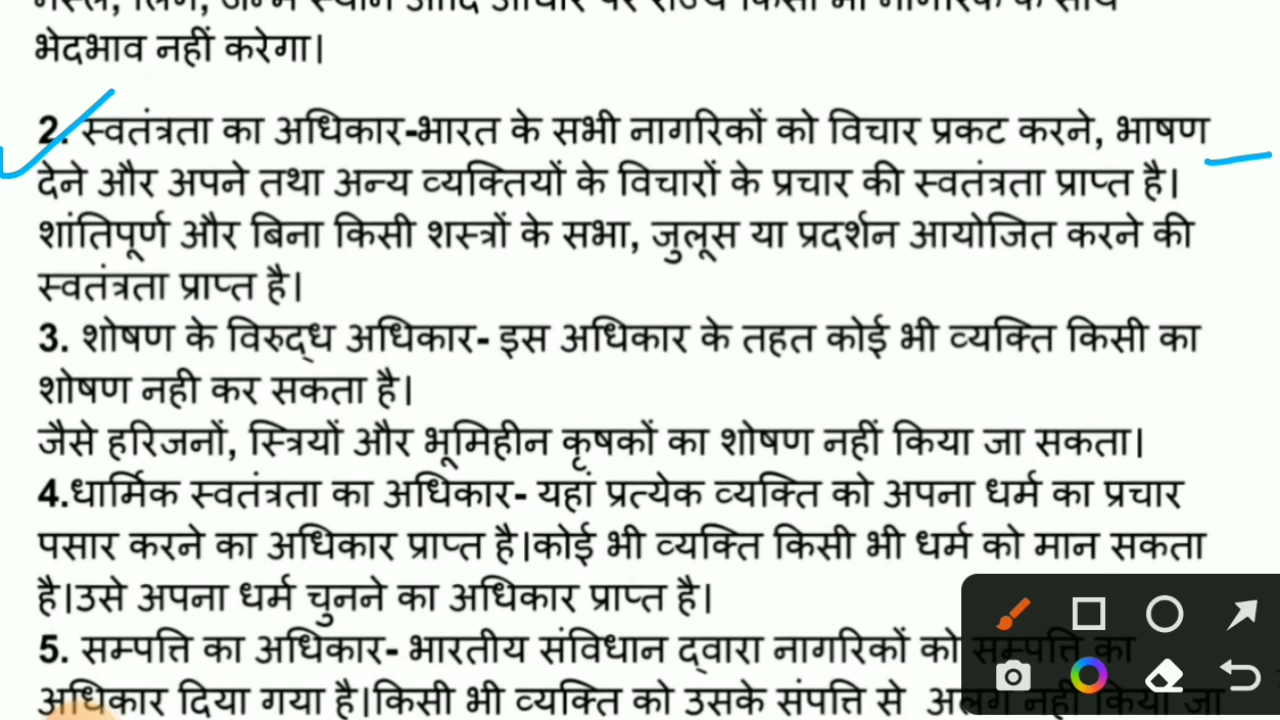 भेदभाव नहीं करेगा।
2. स्वतंत्रता का अधिकार-भारत के सभी नागरिकों को विचार प्रकट करने, भाषण
देने और अपने तथा अन्य व्यक्तियों के विचारों के प्रचार की स्वतंत्रता प्राप्त है।
शांतिपूर्ण और बिना किसी शस्त्रों के सभा, जुलूस या प्रदर्शन आयोजित करने की
स्वतंत्रता प्राप्त है।
3. शोषण के विरुद्ध अधिकार- इस अधिकार के तहत कोई भी व्यक्ति किसी का
शोषण नही कर सकता है।
जैसे हरिजनों, स्त्रियों और भूमिहीन कृषकों का शोषण नहीं किया जा सकता।
4.धार्मिक स्वतंत्रता का अधिकार- यहां प्रत्येक व्यक्ति को अपना धर्म का प्रचार
पसार करने का अधिकार प्राप्त है।कोई भी व्यक्ति किसी भी धर्म को मान सकता
है।उसे अपना धर्म चुनने का अधिकार प्राप्त है।
5. सम्पत्ति का अधिकार- भारतीय संविधान द्वारा नागरिकों को सम्पत्ति का
अधिकार दिया गया है।किसी भी व्यक्ति को उसके संपत्ति से अलग नहीं किया जा